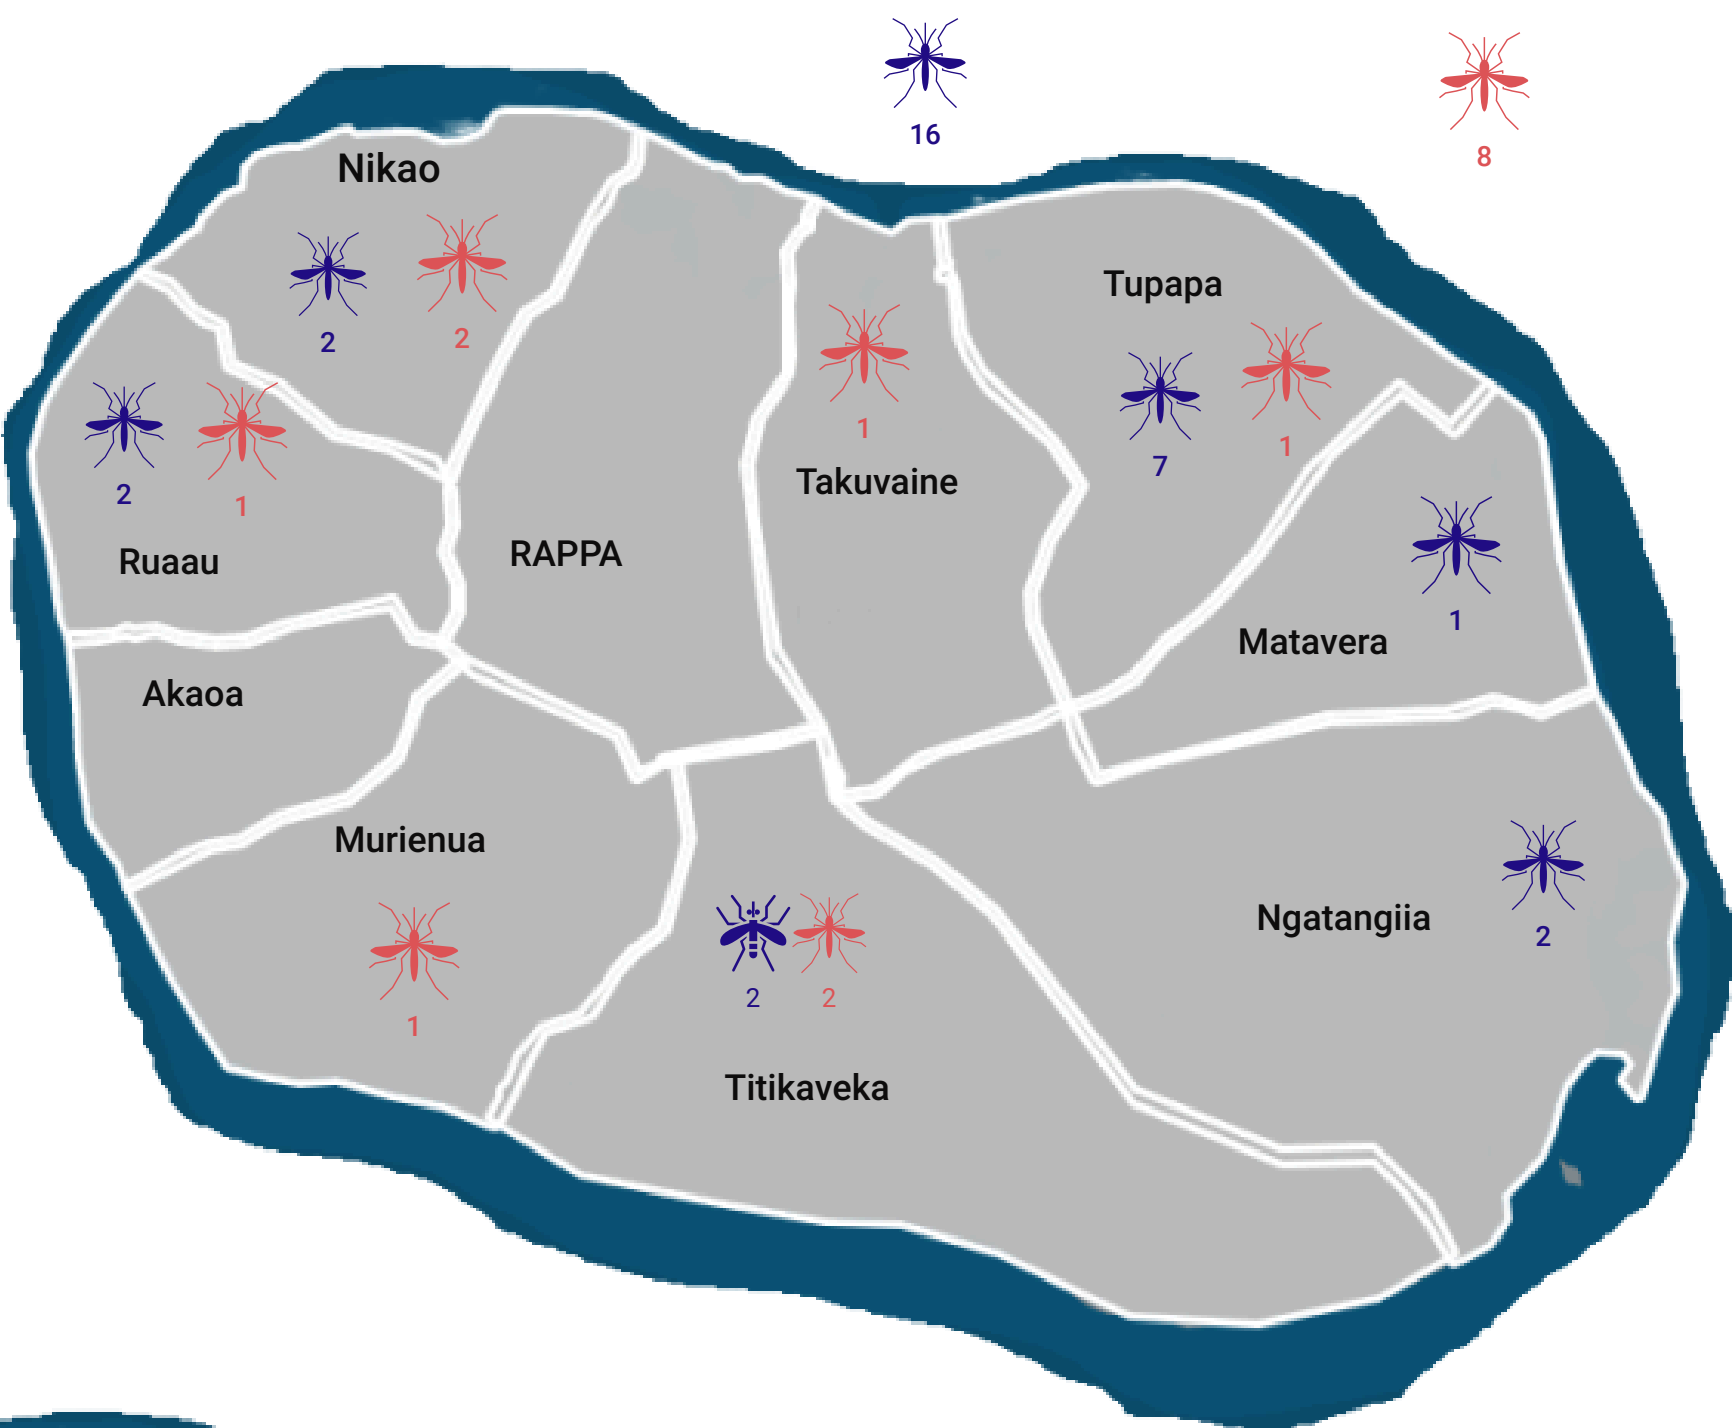 16
8
Nikao
2
2
Tupapa
7
1
1
Takuvaine
2
1
Ruaau
RAPPA
1
Matavera
Akaoa
Murienua
1
2
2
Titikaveka
Ngatangiia
2